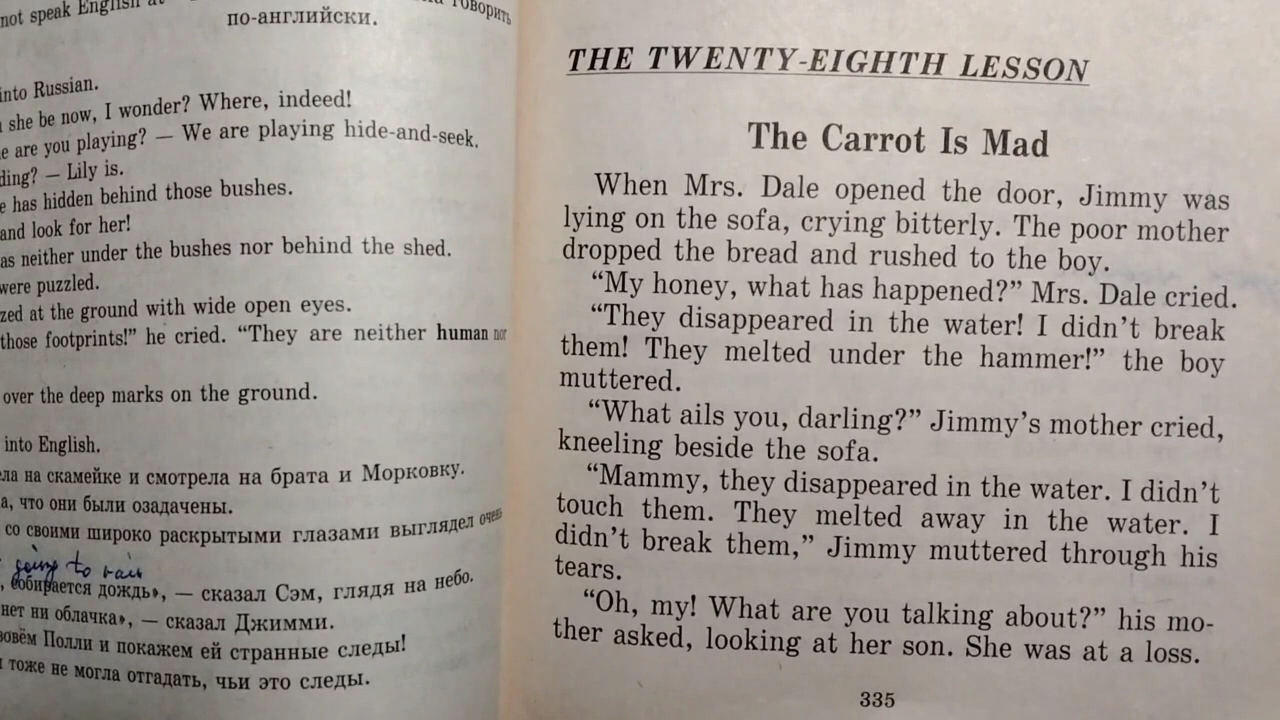 not speak English
говорить
по-английски.
into Russian.
she be now, I wonder? Where, indeed!
are you playing? — We are playing hide-and-seek.
ding? — Lily is.
has hidden behind those bushes.
and look for her!
as neither under the bushes nor behind the shed.
were puzzled.
zed at the ground with wide open eyes.
those footprints!” he cried. “They are neither human nor
over the deep marks on the ground.
into English.
ла на скамейке и смотрела на брата и Морковку.
а, что они были озадачены.
со своими широко раскрытыми глазами выглядел очень
going to rain
собирается дождь», — сказал Сэм, глядя на небо.
нет ни облачка», — сказал Джимми.
зовём Полли и покажем ей странные следы!
тоже не могла отгадать, чьи это следы.
THE TWENTY-EIGHTH LESSON
The Carrot Is Mad
When Mrs. Dale opened the door, Jimmy was
lying on the sofa, crying bitterly. The poor mother
dropped the bread and rushed to the boy.
“My honey, what has happened?” Mrs. Dale cried.
“They disappeared in the water! I didn’t break
them! They melted under the hammer!” the boy
muttered.
“What ails you, darling?” Jimmy’s mother cried,
kneeling beside the sofa.
“Mammy, they disappeared in the water. I didn’t
touch them. They melted away in the water. I
didn’t break them,” Jimmy muttered through his
tears.
“Oh, my! What are you talking about?” his mo-
ther asked, looking at her son. She was at a loss.
335